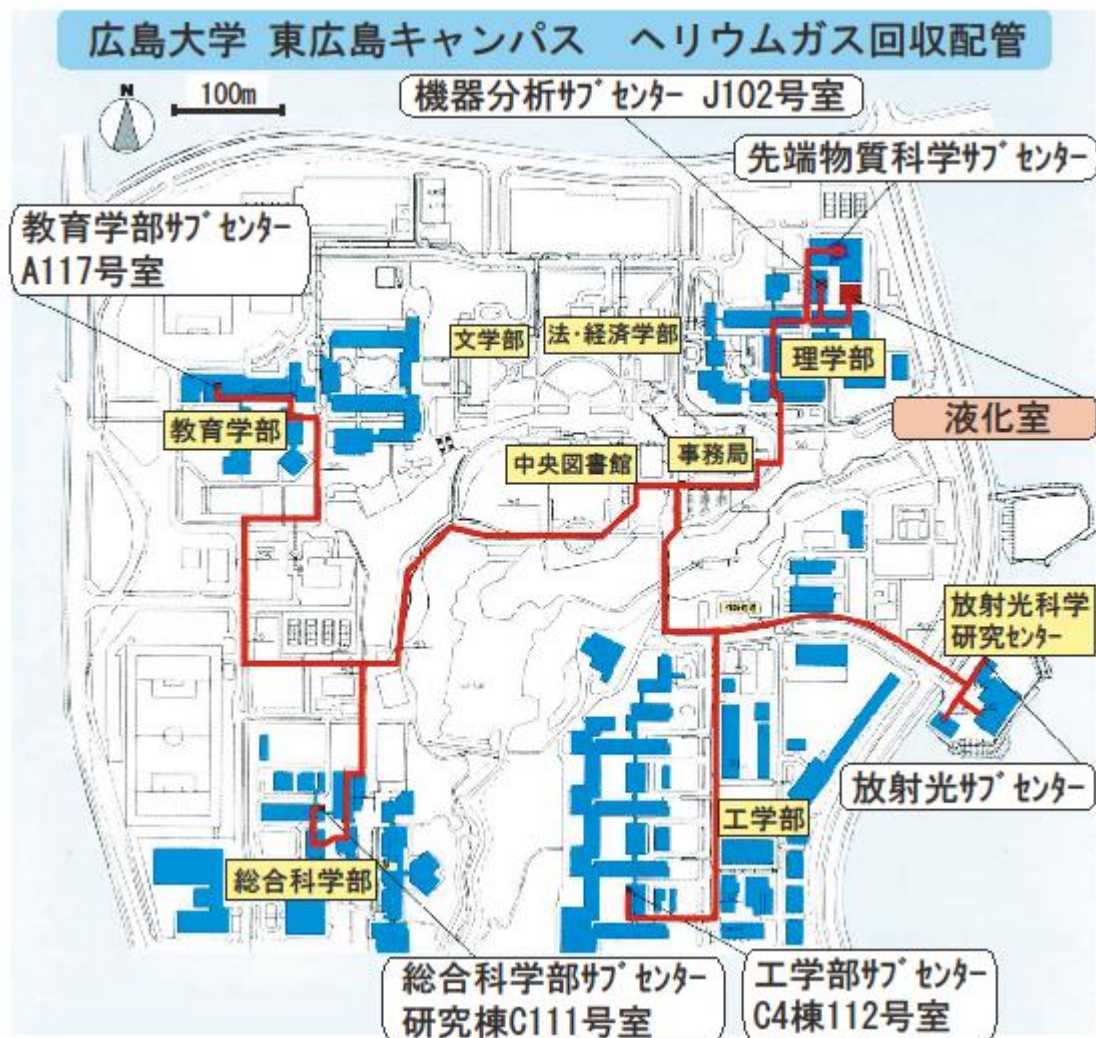 広島大学 東広島キャンパス　ヘリウムガス回収配管
N
100m
機器分析サブセンター J102号室
先端物質科学サブセンター
教育学部サブセンター
A117号室
文学部
法・経済学部
理学部
液化室
教育学部
中央図書館
事務局
放射光科学
研究センター
放射光サブセンター
工学部
総合科学部
総合科学部サブセンター
研究棟C111号室
工学部サブセンター
C4棟112号室